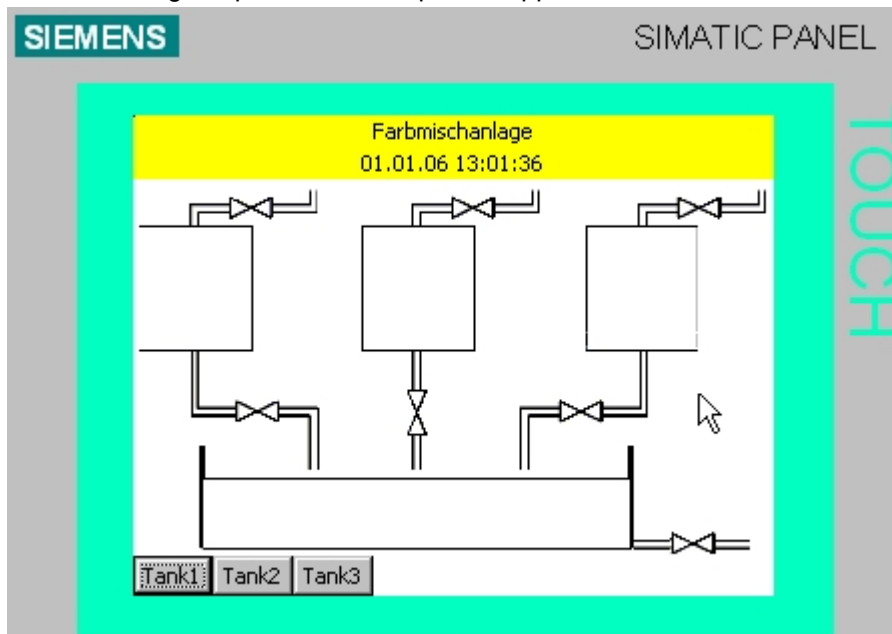 SIEMENS
SIMATIC PANEL
TOUCH
Farbmischanlage
01.01.06 13:01:36
Tank1 Tank2 Tank3